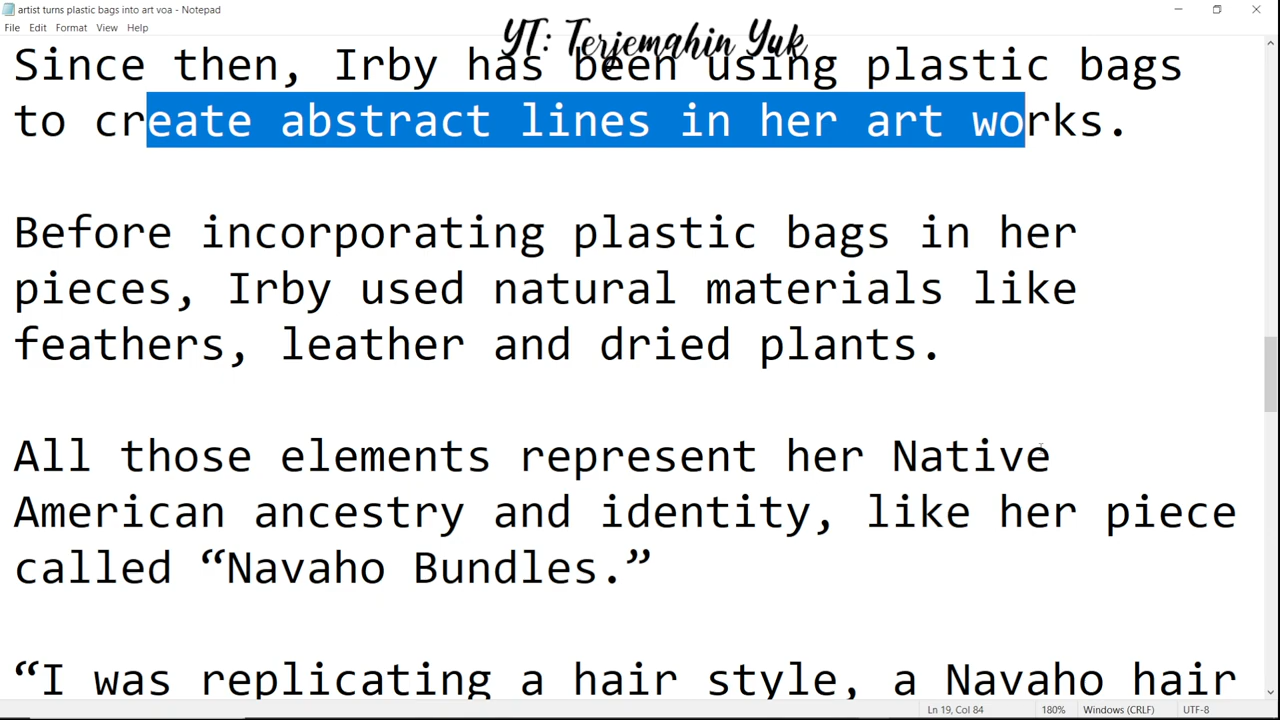 artist turns plastic bags into art voa - Notepad
File Edit Format View Help
YT: Terjemahin Yuk
Since then, Irby has been using plastic bags
to create abstract lines in her art works.
Before incorporating plastic bags in her
pieces, Irby used natural materials like
feathers, leather and dried plants.
All those elements represent her Native
American ancestry and identity, like her piece
called “Navaho Bundles.”
“I was replicating a hair style, a Navaho hair
Ln 19, Col 84 180% Windows (CRLF) UTF-8